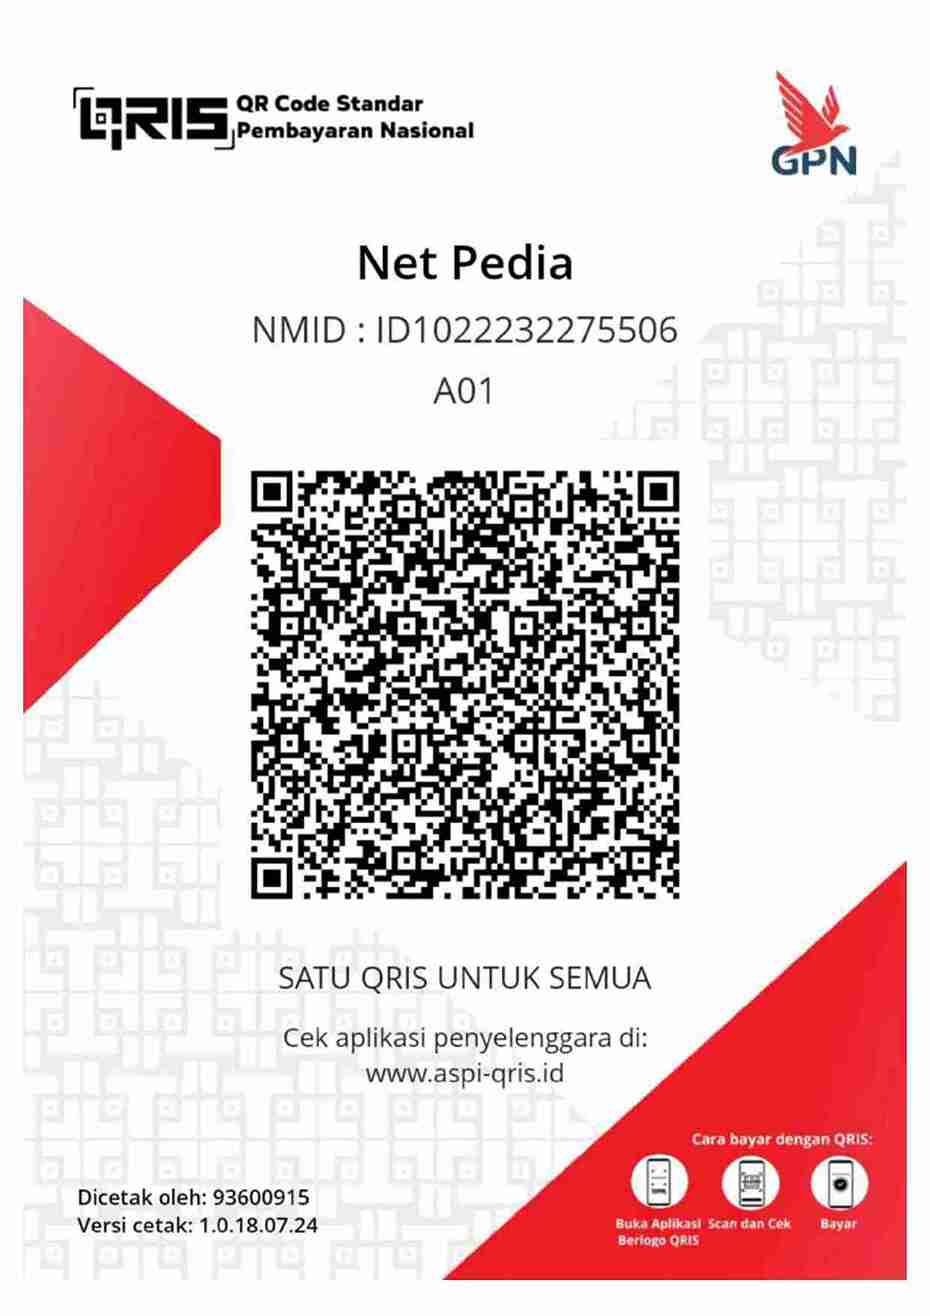 QRIS
QR Code Standar
Pembayaran Nasional
GPN
Net Pedia
NMID : ID1022232275506
A01
SATU QRIS UNTUK SEMUA
Cek aplikasi penyelenggara di:
www.aspi-qris.id
Cara bayar dengan QRIS:
Buka Aplikasi Berlogo QRIS
Scan dan Cek
Bayar
Dicetak oleh: 93600915
Versi cetak: 1.0.18.07.24